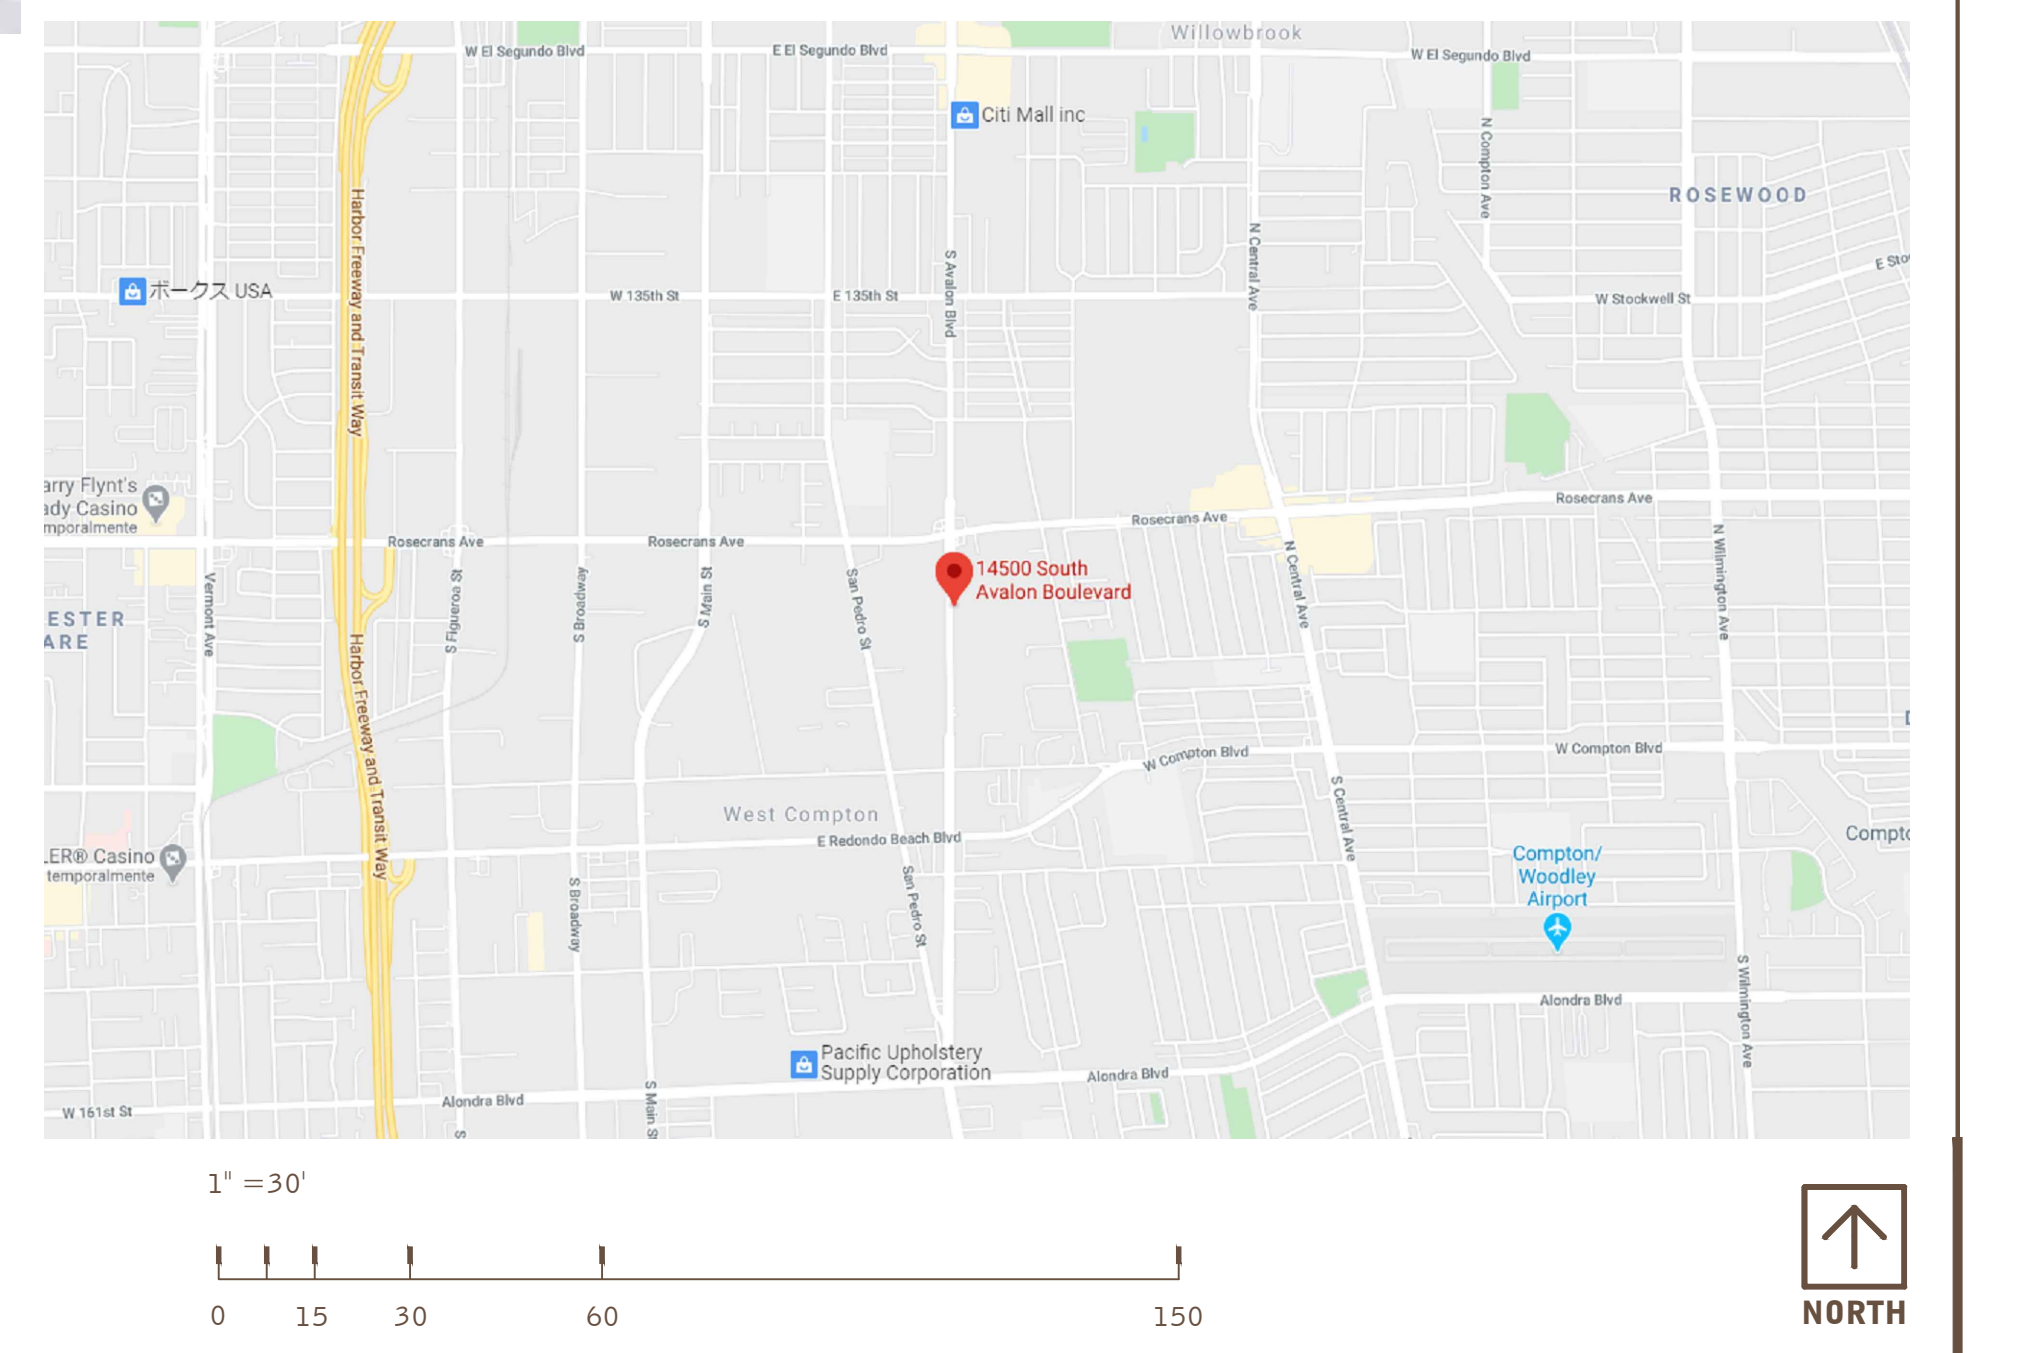 Willowbrook
W El Segundo Blvd
E El Segundo Blvd
W El Segundo Blvd
Citi Mall inc
N Compton Ave
ROSEWOOD
Harbor Freeway and Transit Way
S Avalon Blvd
N Central Ave
E Sto
ボークス USA
W 135th St
E 135th St
W Stockwell St
arry Flynt's
ady Casino
mporalmente
Rosecrans Ave
Rosecrans Ave
Rosecrans Ave
Rosecrans Ave
14500 South
Avalon Boulevard
Vermont Ave
S Figueroa St
S Broadway
S Main St
San Pedro St
N Central Ave
N Wilmington Ave
ESTER
ARE
Harbor Freeway and Transit Way
W Compton Blvd
W Compton Blvd
S Central Ave
West Compton
E Redondo Beach Blvd
Compto
LER® Casino
temporalmente
Compton/
Woodley
Airport
S Broadway
San Pedro St
S Wilmington Ave
Alondra Blvd
Pacific Upholstery
Supply Corporation
Alondra Blvd
Alondra Blvd
S Main S
W 161st St
S
1" =30'
0 15 30 60 150
NORTH